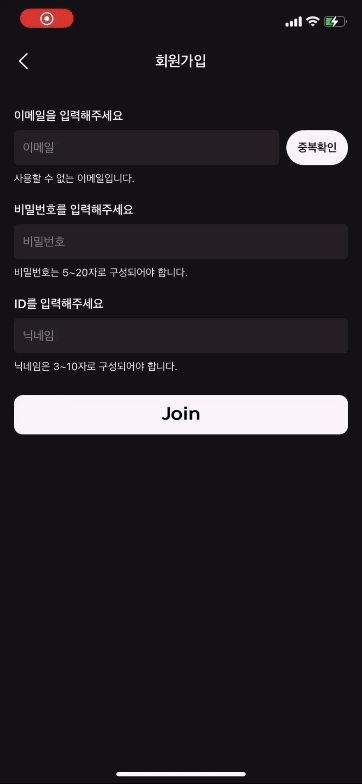 회원가입
이메일을 입력해주세요
이메일
중복확인
사용할 수 없는 이메일입니다.
비밀번호를 입력해주세요
비밀번호
비밀번호는 5~20자로 구성되어야 합니다.
ID를 입력해주세요
닉네임
닉네임은 3~10자로 구성되어야 합니다.
Join